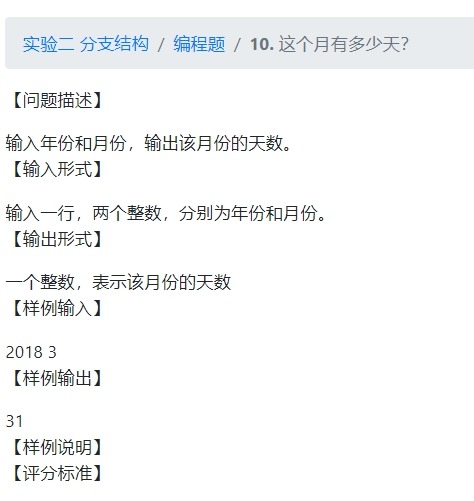 实验二 分支结构 / 编程题 / 10. 这个月有多少天?
【问题描述】
输入年份和月份，输出该月份的天数。
【输入形式】
输入一行，两个整数，分别为年份和月份。
【输出形式】
一个整数，表示该月份的天数
【样例输入】
2018 3
【样例输出】
31
【样例说明】
【评分标准】